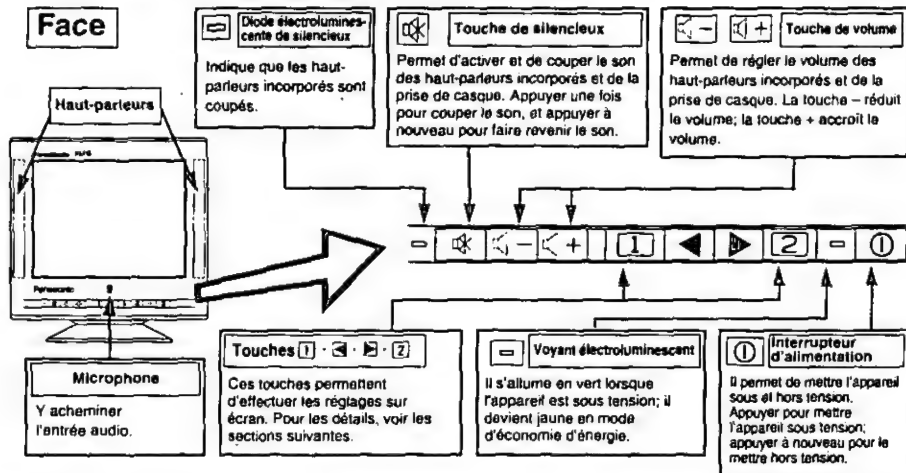 Face
Diode électrolumines-
cente de silencieux
Indique que les haut-
parleurs incorporés sont
coupés.
Touche de silencieux
Permet d'activer et de couper le son
des haut-parleurs incorporés et de la
prise de casque. Appuyer une fois
pour couper le son, et appuyer à
nouveau pour faire revenir le son.
Touche de volume
Permet de régler le volume des
haut-parleurs incorporés et de la
prise de casque. La touche – réduit
le volume; la touche + accroît le
volume.
Haut-parleurs
Panasonic
1
2
Microphone
Y acheminer
l'entrée audio.
Touches 1 · ◀ · ▶ · 2
Ces touches permettent
d'effectuer les réglages sur
écran. Pour les détails, voir les
sections suivantes.
Voyant électroluminescent
Il s'allume en vert lorsque
l'appareil est sous tension; il
devient jaune en mode
d'économie d'énergie.
Interrupteur
d'alimentation
Il permet de mettre l'appareil
sous et hors tension.
Appuyer pour mettre
l'appareil sous tension;
appuyer à nouveau pour le
mettre hors tension.